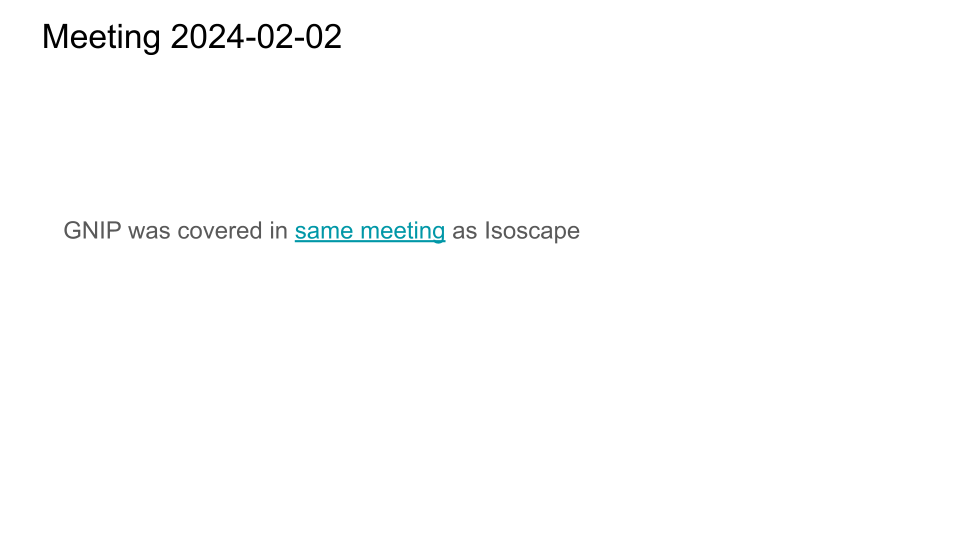 Meeting 2024-02-02
GNIP was covered in same meeting as Isoscape